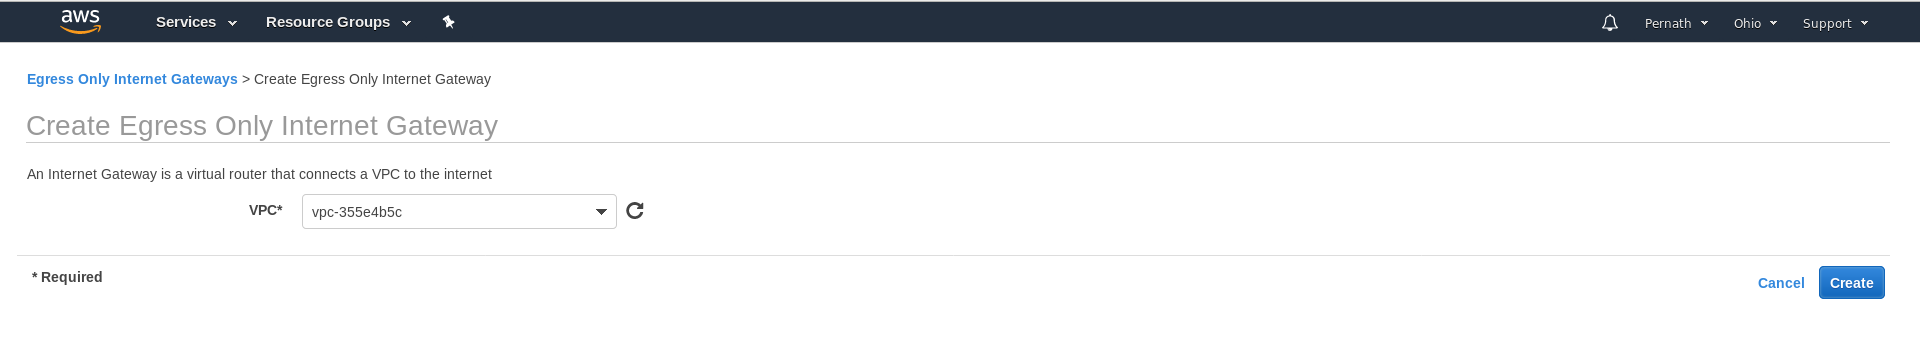 aws Services Resource Groups Pernath Ohio Support
Egress Only Internet Gateways > Create Egress Only Internet Gateway
Create Egress Only Internet Gateway
An Internet Gateway is a virtual router that connects a VPC to the internet
VPC* vpc-355e4b5c
* Required
Cancel Create